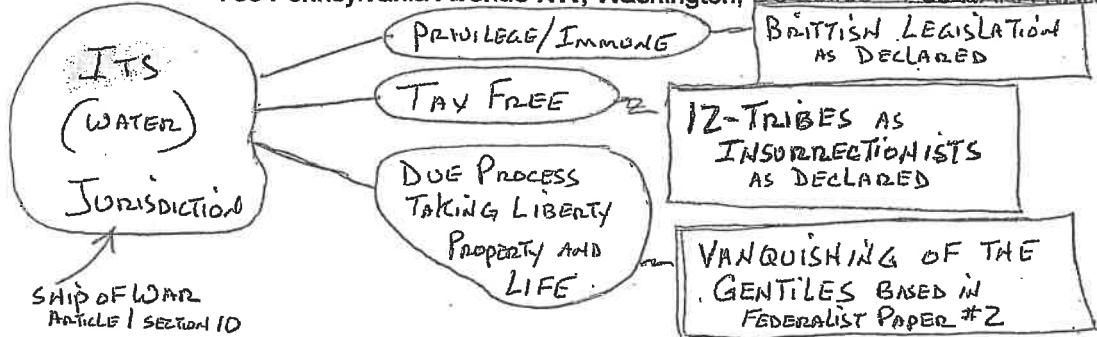 Pennsylvania Avenue NW, Washington,
ITS
(WATER)
JURISDICTION
SHIP OF WAR
ARTICLE 1 SECTION 10
PRIVILEGE/IMMUNE
BRITTISH LEGISLATION
AS DECLARED
TAX FREE
12-TRIBES AS
INSURRECTIONISTS
AS DECLARED
DUE PROCESS
TAKING LIBERTY
PROPERTY AND
LIFE
VANQUISHING OF THE
GENTILES BASED IN
FEDERALIST PAPER #2